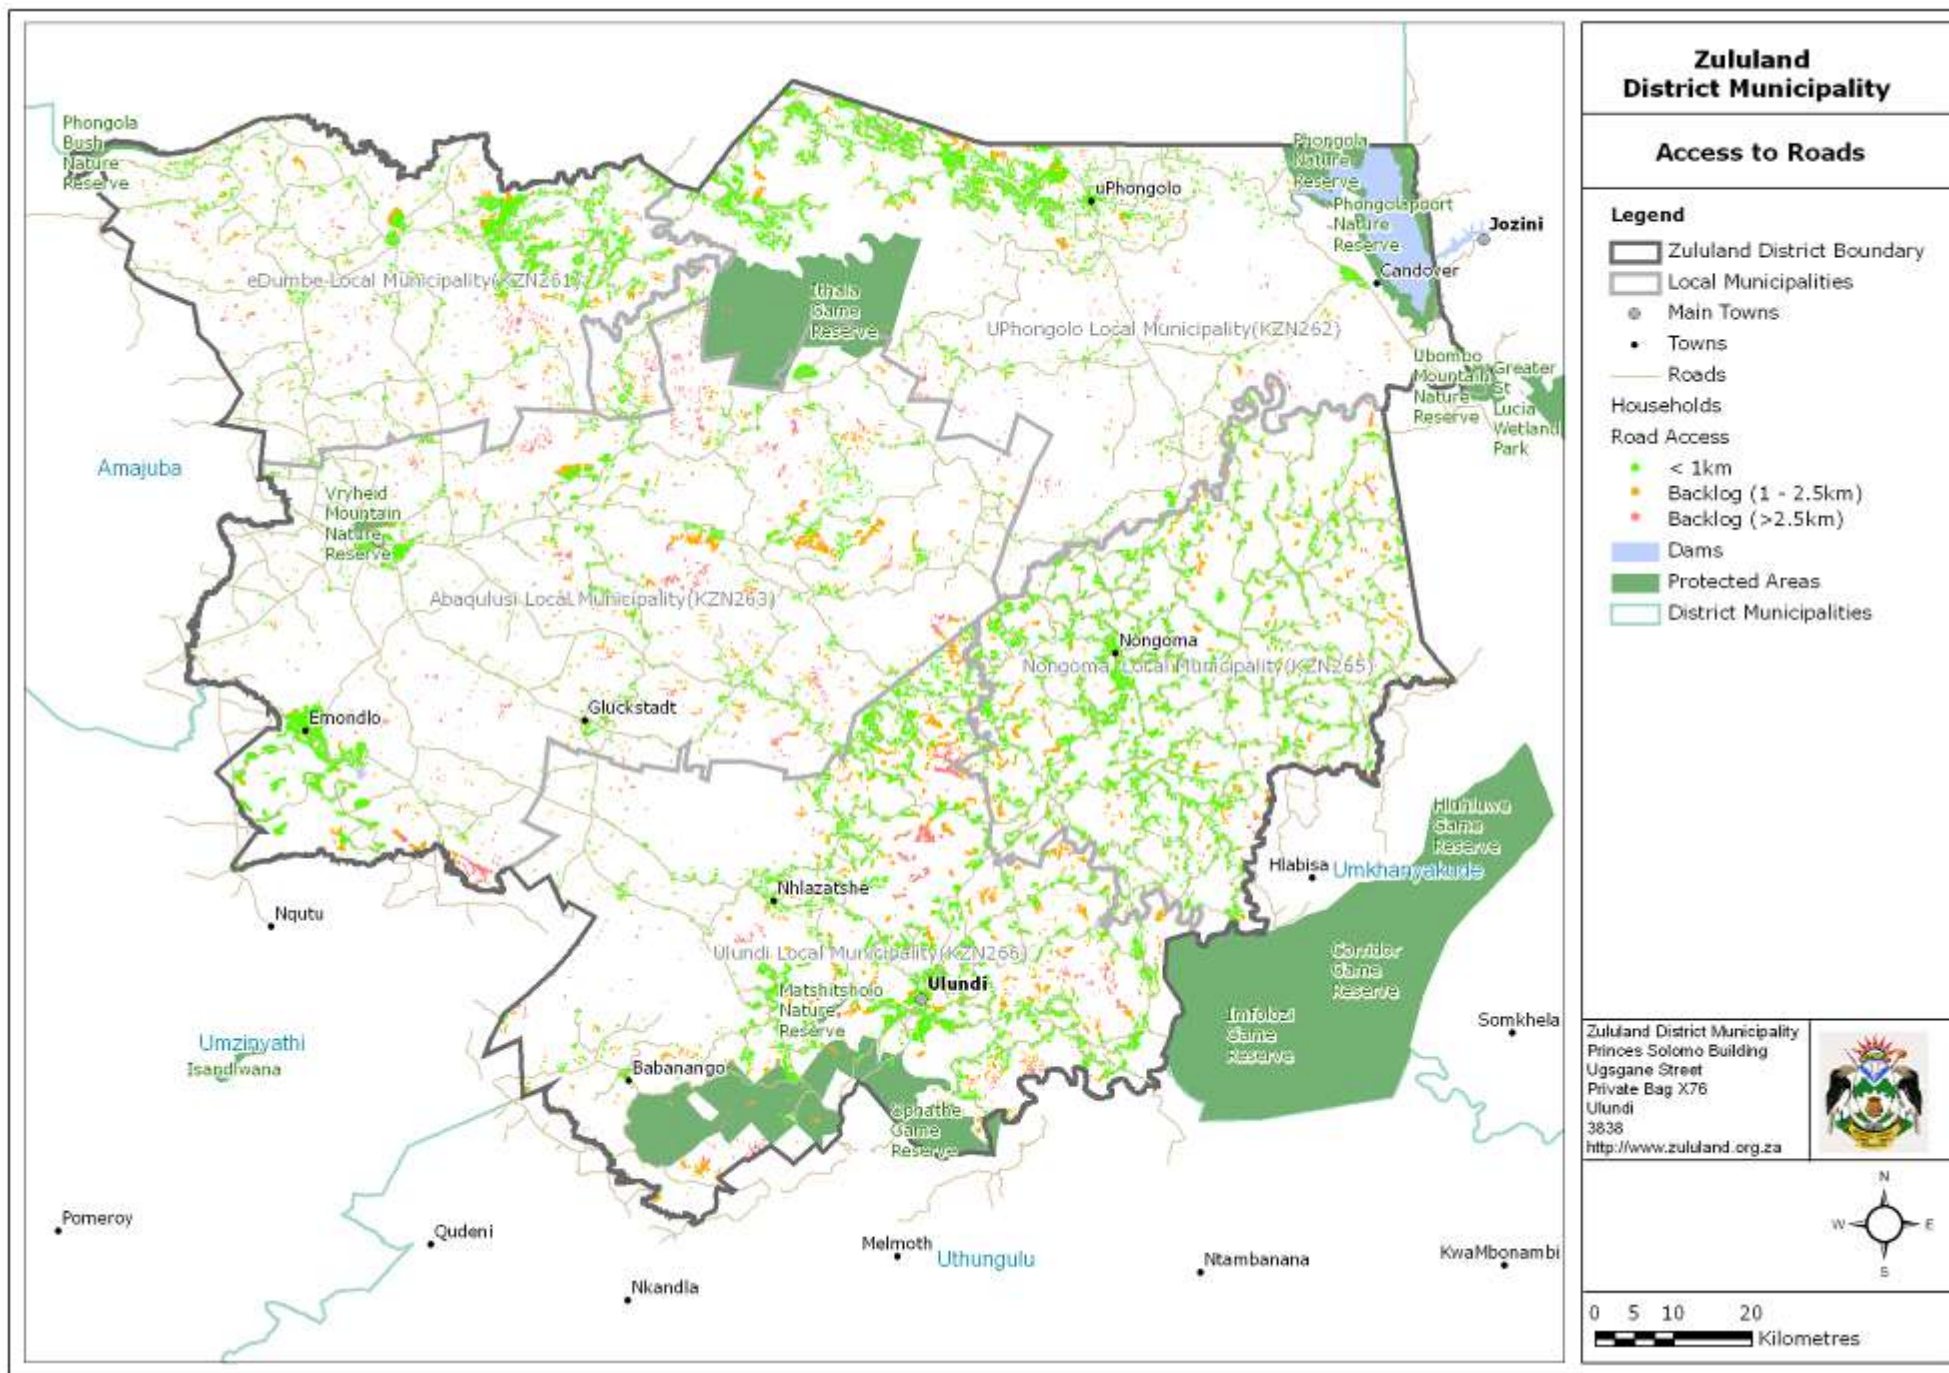 Zululand
District Municipality
Access to Roads
Legend
Zululand District Boundary
Local Municipalities
Main Towns
Towns
Roads
Households
Road Access
< 1km
Backlog (1 - 2.5km)
Backlog (>2.5km)
Dams
Protected Areas
District Municipalities
Zululand District Municipality
Princes Solomo Building
Ugsgane Street
Private Bag X76
Ulundi
3838
http://www.zululand.org.za
N
W
E
S
0 5 10 20
Kilometres
Phongola
Bush
Nature
Reserve
Phongola
Nature
Reserve
uPhongolo
Phongolapoort
Nature
Reserve
Jozini
Candover
eDumbe Local Municipality(KZN261)
Ithala
Game
Reserve
UPhongolo Local Municipality(KZN262)
Ubombo
Mountain
Nature
Reserve
Greater
St
Lucia
Wetland
Park
Amajuba
Vryheid
Mountain
Nature
Reserve
Abaqulusi Local Municipality(KZN263)
Nongoma
Nongoma Local Municipality(KZN265)
Emondlo
Gluckstadt
Hluhluwe
Game
Reserve
Hlabisa
Umkhanyakude
Nhlazatshe
Nqutu
Ulundi Local Municipality(KZN266)
Corridor
Game
Reserve
Ulundi
Matshitsholo
Nature
Reserve
Imfolozi
Game
Reserve
Somkhela
Umzinyathi
Isandlwana
Babanango
Ophathe
Game
Reserve
Pomeroy
Qudeni
Melmoth
Uthungulu
Ntambanana
KwaMbonambi
Nkandla